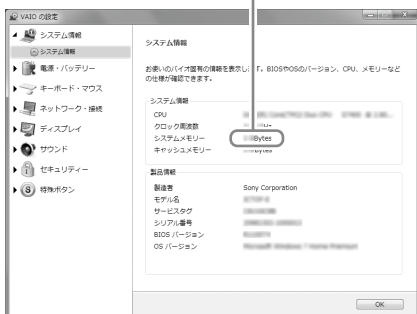 VAIO の設定
システム情報
システム情報
電源・バッテリー
キーボード・マウス
ネットワーク・接続
ディスプレイ
サウンド
セキュリティー
特殊ボタン
システム情報
お使いのバイオ固有の情報を表示し す。BIOSやOSのバージョン、CPU、メモリーなど
の仕様が確認できます。
システム情報
CPU
クロック周波数
システムメモリー Bytes
キャッシュメモリー Bytes
製品情報
製造者 Sony Corporation
モデル名
サービスタグ
シリアル番号
BIOS バージョン
OS バージョン
OK